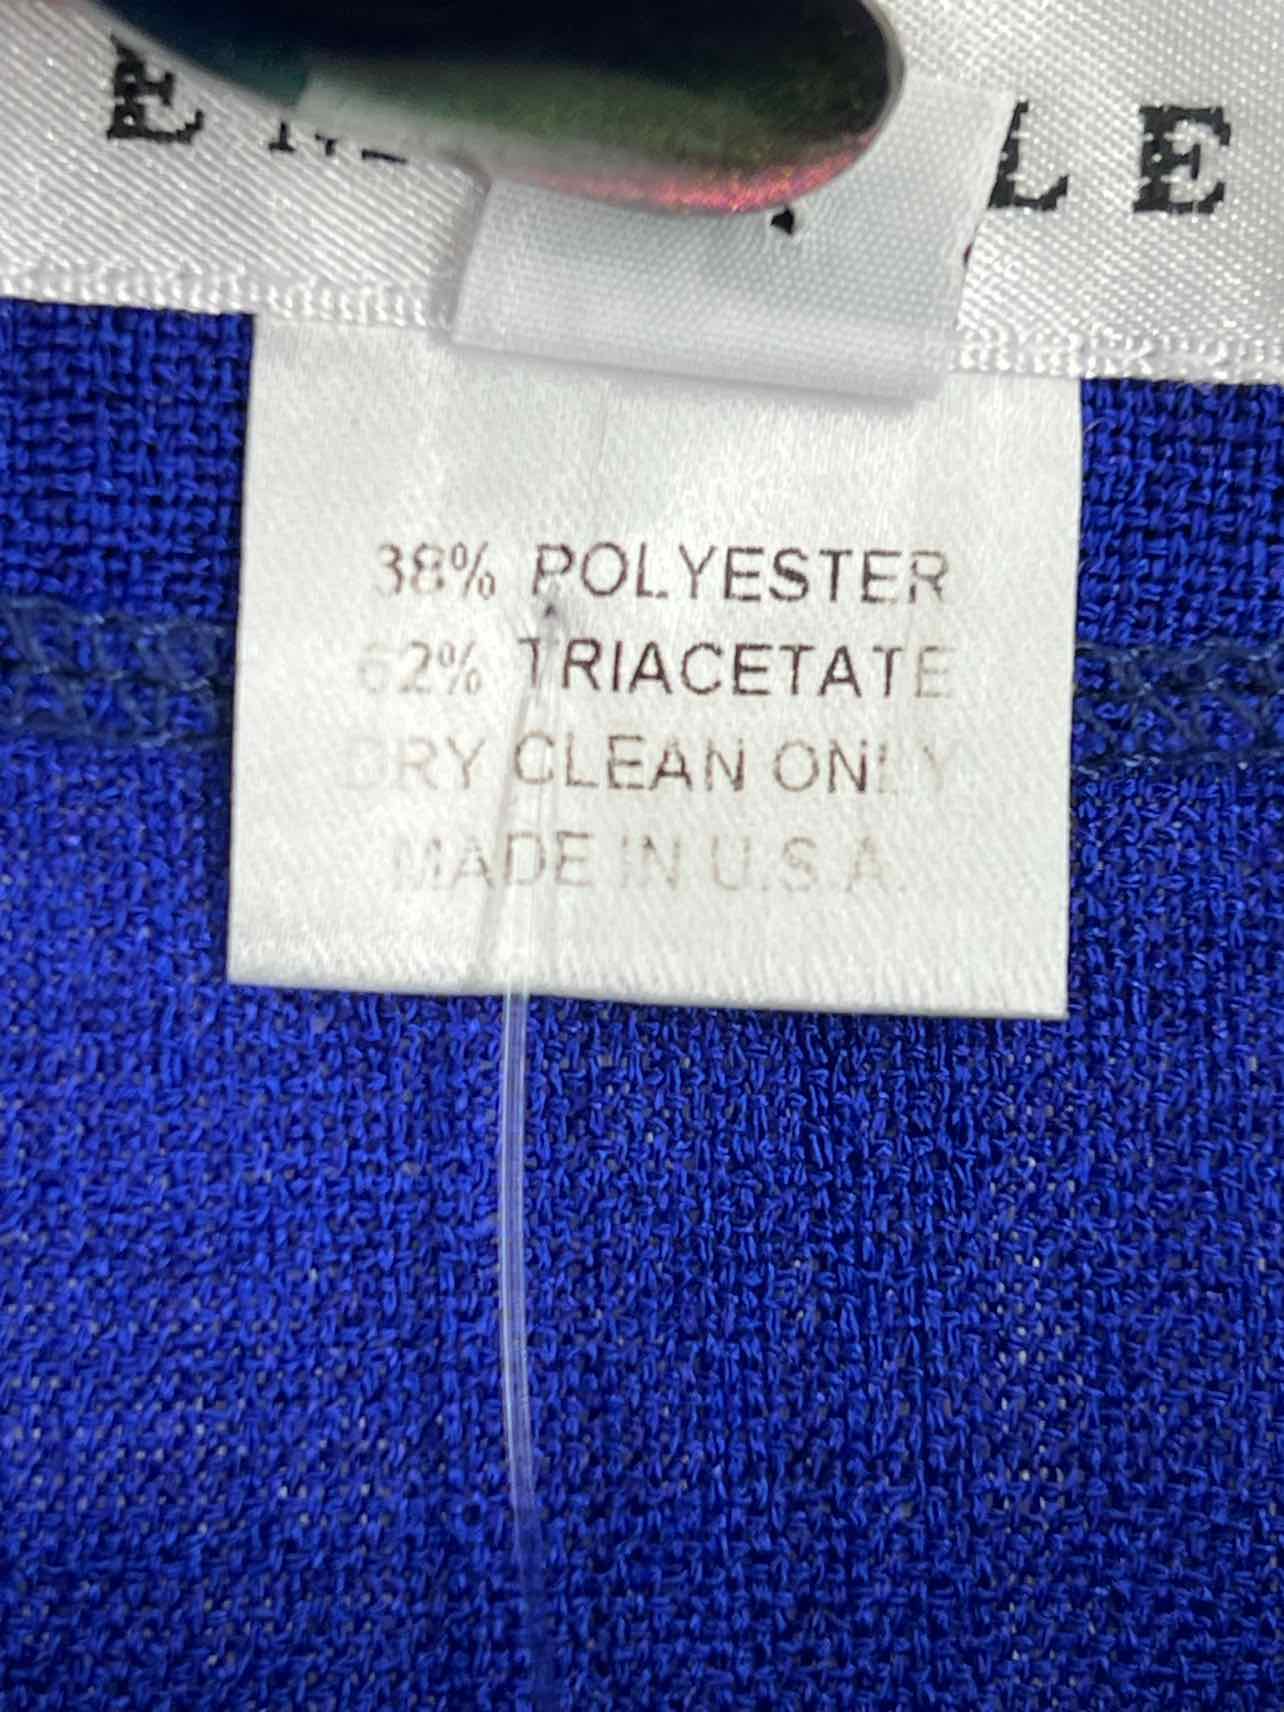 38% POLYESTER
62% TRIACETATE
DRY CLEAN ONLY
MADE IN U.S.A.